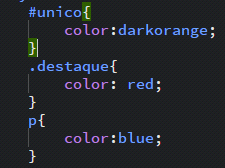 #unico{
    color:darkorange;
}
.destaque{
    color: red;
}
p{
    color:blue;
}